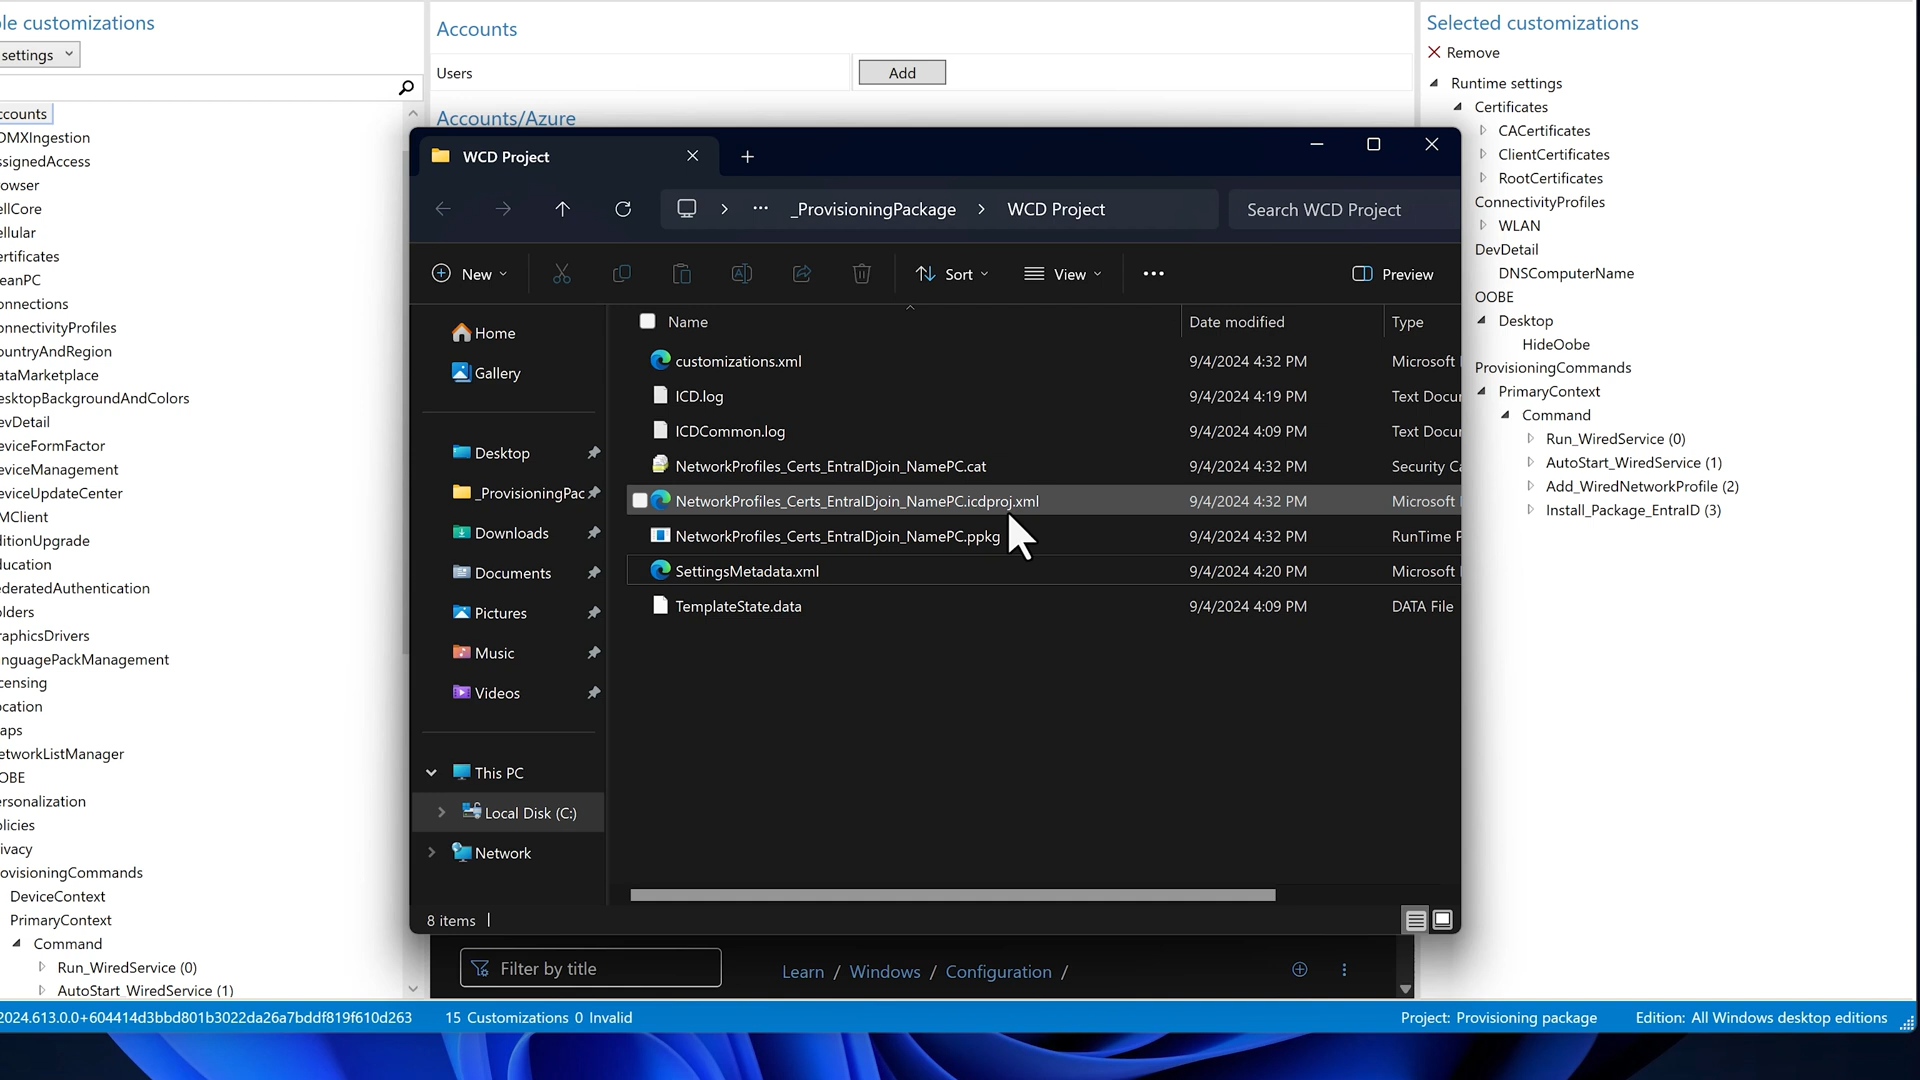 le customizations
settings
ccounts
DMXIngestion
ssignedAccess
owser
ellCore
ellular
ertificates
eanPC
onnections
onnectivityProfiles
ountryAndRegion
ataMarketplace
esktopBackgroundAndColors
evDetail
eviceFormFactor
eviceManagement
eviceUpdateCenter
MClient
ditionUpgrade
ducation
ederatedAuthentication
olders
raphicsDrivers
nguagePackManagement
censing
ocation
aps
etworkListManager
OBE
ersonalization
olicies
ivacy
ovisioningCommands
DeviceContext
PrimaryContext
Command
Run_WiredService (0)
AutoStart_WiredService (1)
Accounts
Users
Add
Accounts/Azure
WCD Project
_ProvisioningPackage
WCD Project
Search WCD Project
New
Sort
View
Preview
Home
Gallery
Desktop
_ProvisioningPac
Downloads
Documents
Pictures
Music
Videos
This PC
Local Disk (C:)
Network
Name Date modified Type
customizations.xml 9/4/2024 4:32 PM Microsoft
ICD.log 9/4/2024 4:19 PM Text Docu
ICDCommon.log 9/4/2024 4:09 PM Text Docu
NetworkProfiles_Certs_EntraIDjoin_NamePC.cat 9/4/2024 4:32 PM Security Ca
NetworkProfiles_Certs_EntraIDjoin_NamePC.icdproj.xml 9/4/2024 4:32 PM Microsoft
NetworkProfiles_Certs_EntraIDjoin_NamePC.ppkg 9/4/2024 4:32 PM RunTime P
SettingsMetadata.xml 9/4/2024 4:20 PM Microsoft
TemplateState.data 9/4/2024 4:09 PM DATA File
8 items
Filter by title
Learn / Windows / Configuration /
Selected customizations
Remove
Runtime settings
Certificates
CACertificates
ClientCertificates
RootCertificates
ConnectivityProfiles
WLAN
DevDetail
DNSComputerName
OOBE
Desktop
HideOobe
ProvisioningCommands
PrimaryContext
Command
Run_WiredService (0)
AutoStart_WiredService (1)
Add_WiredNetworkProfile (2)
Install_Package_EntraID (3)
2024.613.0.0+604414d3bbd801b3022da26a7bddf819f610d263 15 Customizations 0 Invalid Project: Provisioning package Edition: All Windows desktop editions